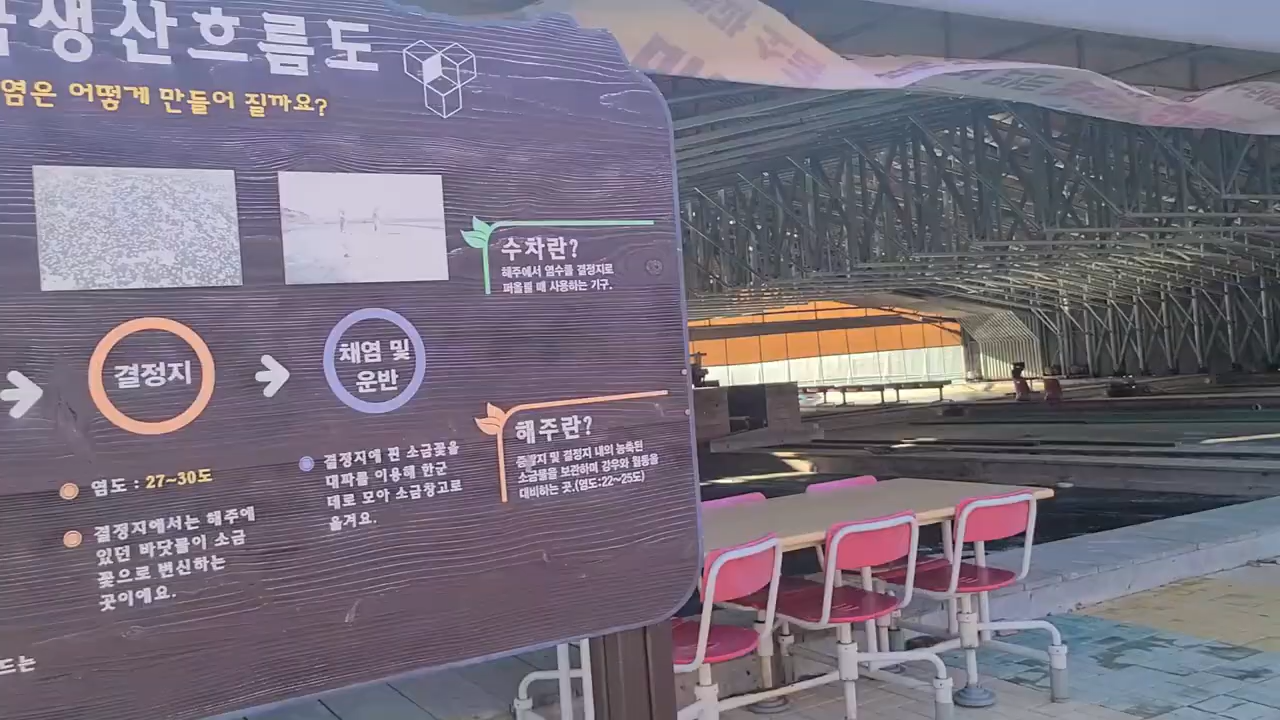 생산흐름도
염은 어떻게 만들어 질까요?
수차란?
해주에서 염수를 결정지로
퍼올릴 때 사용하는 기구.
결정지
채염 및
운반
해주란?
증발지 및 결정지 내의 농축된
소금물을 보관하며 강우와 월동을
대비하는 곳.(염도:22~25도)
염도 : 27~30도
결정지에서는 해주에
있던 바닷물이 소금
꽃으로 변신하는
곳이에요.
결정지에 핀 소금꽃을
대파를 이용해 한군
데로 모아 소금창고로
옮겨요.
드는